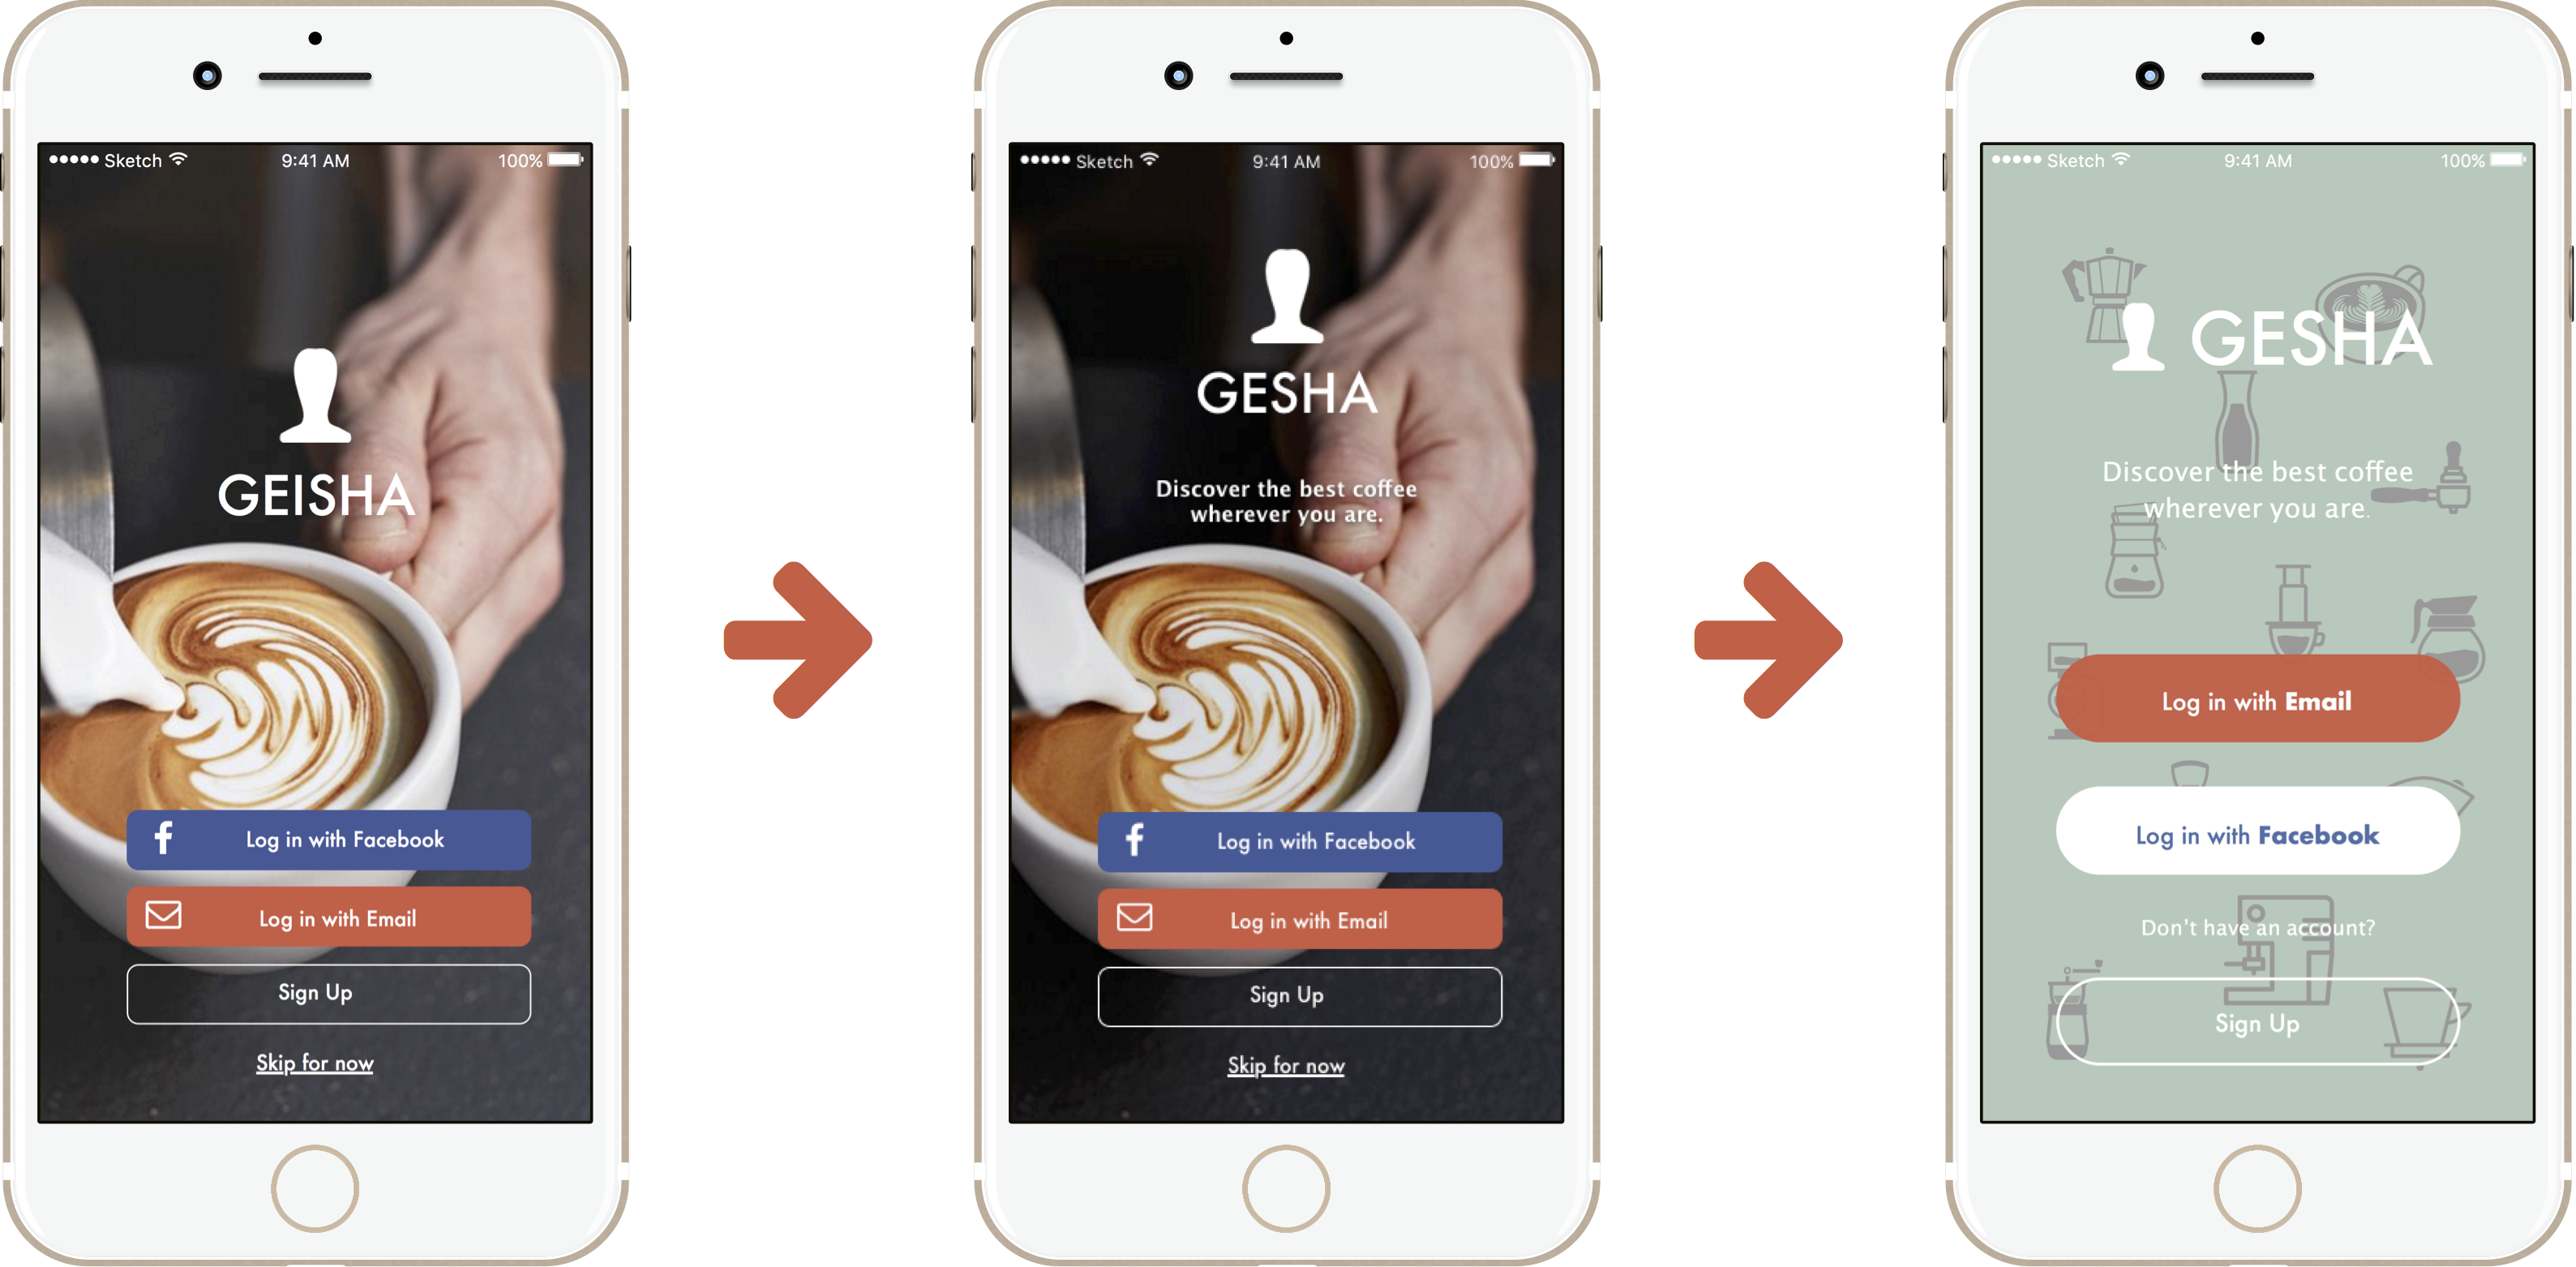 Sketch 9:41 AM 100%
GEISHA
Log in with Facebook
Log in with Email
Sign Up
Skip for now
Sketch 9:41 AM 100%
GESHA
Discover the best coffee
wherever you are.
Log in with Facebook
Log in with Email
Sign Up
Skip for now
Sketch 9:41 AM 100%
GESHA
Discover the best coffee
wherever you are.
Log in with Email
Log in with Facebook
Don't have an account?
Sign Up